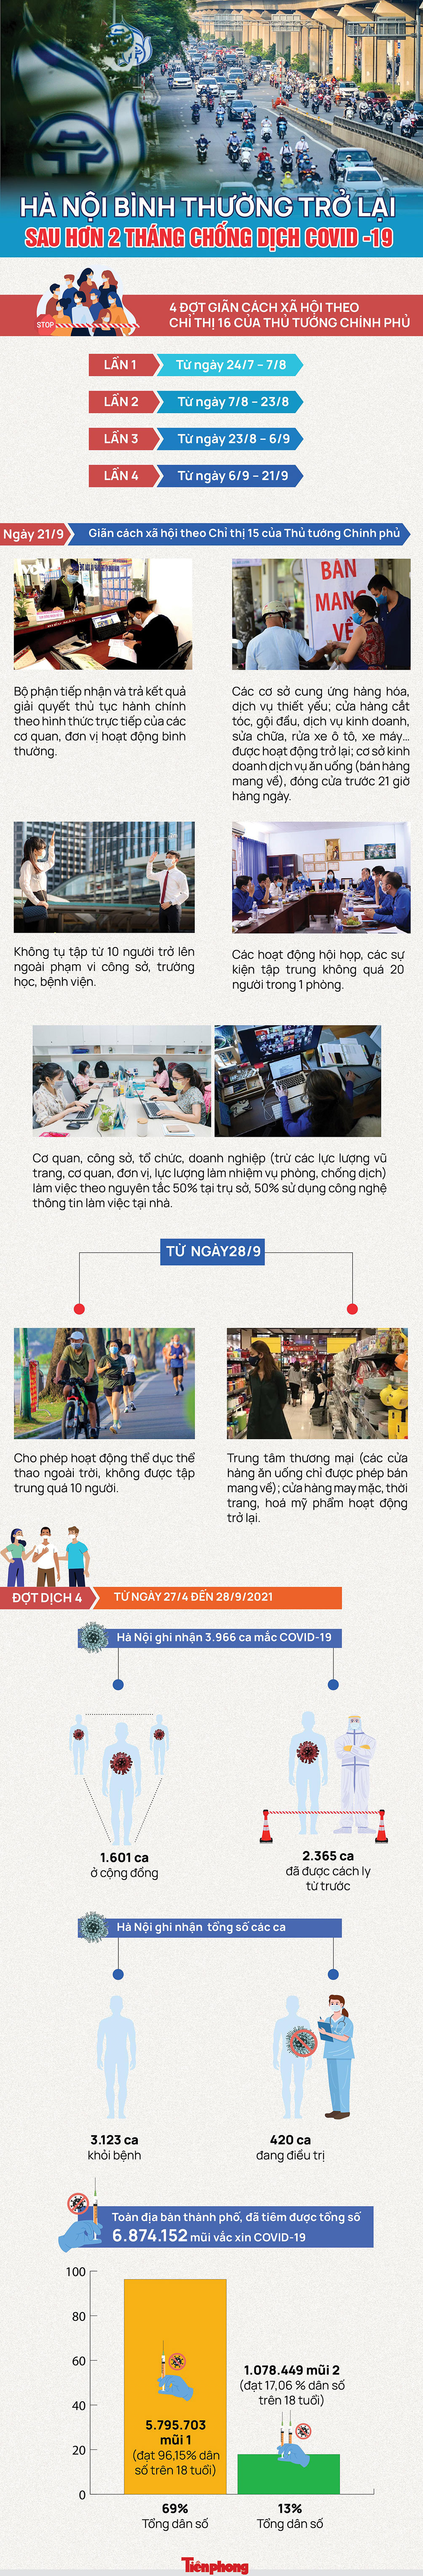 HÀ NỘI BÌNH THƯỜNG TRỞ LẠI
SAU HƠN 2 THÁNG CHỐNG DỊCH COVID -19
STOP
4 ĐỢT GIÃN CÁCH XÃ HỘI THEO
CHỈ THỊ 16 CỦA THỦ TƯỚNG CHÍNH PHỦ
LẦN 1
Từ ngày 24/7 – 7/8
LẦN 2
Từ ngày 7/8 – 23/8
LẦN 3
Từ ngày 23/8 – 6/9
LẦN 4
Từ ngày 6/9 – 21/9
Ngày 21/9
Giãn cách xã hội theo Chỉ thị 15 của Thủ tướng Chính phủ
BÁN
MANG
VỀ
Bộ phận tiếp nhận và trả kết quả
giải quyết thủ tục hành chính
theo hình thức trực tiếp của các
cơ quan, đơn vị hoạt động bình
thường.
Các cơ sở cung ứng hàng hóa,
dịch vụ thiết yếu; cửa hàng cắt
tóc, gội đầu, dịch vụ kinh doanh,
sửa chữa, rửa xe ô tô, xe máy...
được hoạt động trở lại; cơ sở kinh
doanh dịch vụ ăn uống (bán hàng
mang về), đóng cửa trước 21 giờ
hàng ngày.
Không tụ tập từ 10 người trở lên
ngoài phạm vi công sở, trường
học, bệnh viện.
Các hoạt động hội họp, các sự
kiện tập trung không quá 20
người trong 1 phòng.
Cơ quan, công sở, tổ chức, doanh nghiệp (trừ các lực lượng vũ
trang, cơ quan, đơn vị, lực lượng làm nhiệm vụ phòng, chống dịch)
làm việc theo nguyên tắc 50% tại trụ sở, 50% sử dụng công nghệ
thông tin làm việc tại nhà.
TỪ NGÀY28/9
Cho phép hoạt động thể dục thể
thao ngoài trời, không được tập
trung quá 10 người.
Trung tâm thương mại (các cửa
hàng ăn uống chỉ được phép bán
mang về); cửa hàng may mặc, thời
trang, hoá mỹ phẩm hoạt động
trở lại.
ĐỢT DỊCH 4
TỪ NGÀY 27/4 ĐẾN 28/9/2021
Hà Nội ghi nhận 3.966 ca mắc COVID-19
1.601 ca
ở cộng đồng
2.365 ca
đã được cách ly
từ trước
Hà Nội ghi nhận tổng số các ca
3.123 ca
khỏi bệnh
420 ca
đang điều trị
Toàn địa bàn thành phố, đã tiêm được tổng số
6.874.152 mũi vắc xin COVID-19
100
80
60
40
20
0
5.795.703
mũi 1
(đạt 96,15% dân
số trên 18 tuổi)
1.078.449 mũi 2
(đạt 17,06 % dân số
trên 18 tuổi)
69%
Tổng dân số
13%
Tổng dân số
Tiênphong